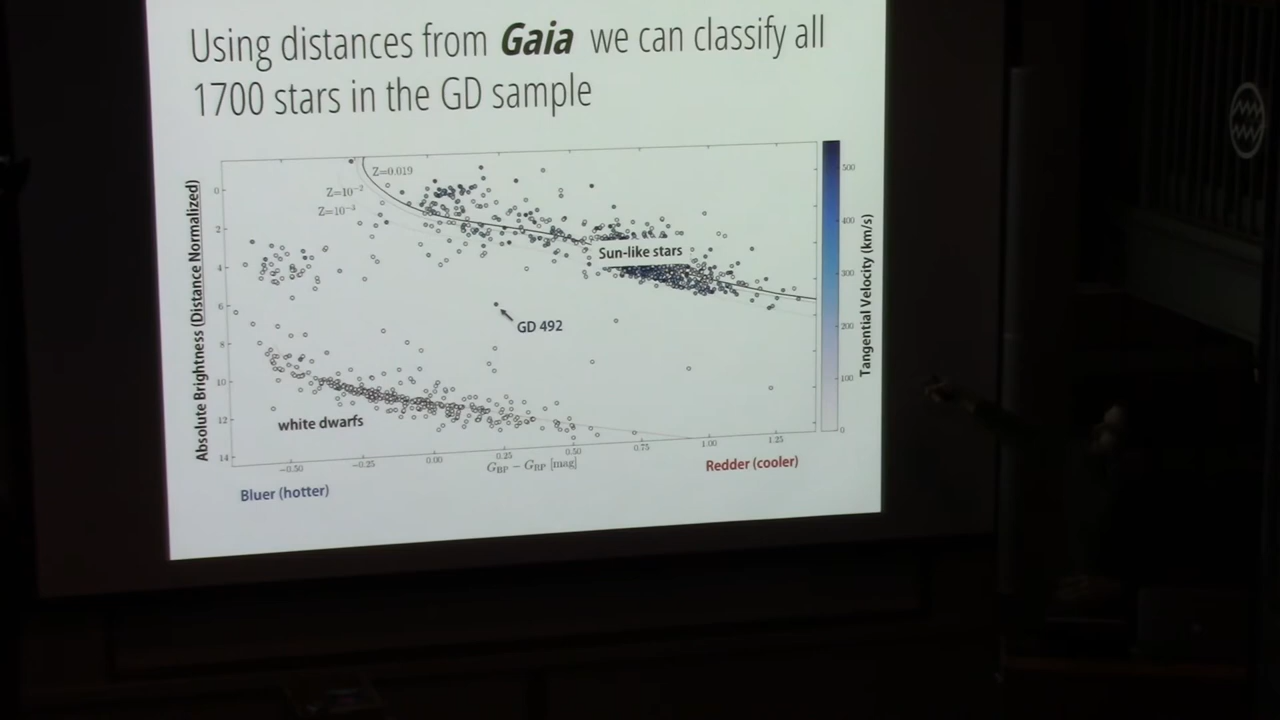 Using distances from Gaia we can classify all
1700 stars in the GD sample
Absolute Brightness (Distance Normalized)
0
2
4
6
8
10
12
14
Z=0.019
Z=10⁻²
Z=10⁻³
Sun-like stars
GD 492
white dwarfs
−0.50
−0.25
0.00
0.25
0.50
0.75
1.00
1.25
G_BP − G_RP [mag]
Bluer (hotter)
Redder (cooler)
500
400
300
200
100
0
Tangential Velocity (km/s)